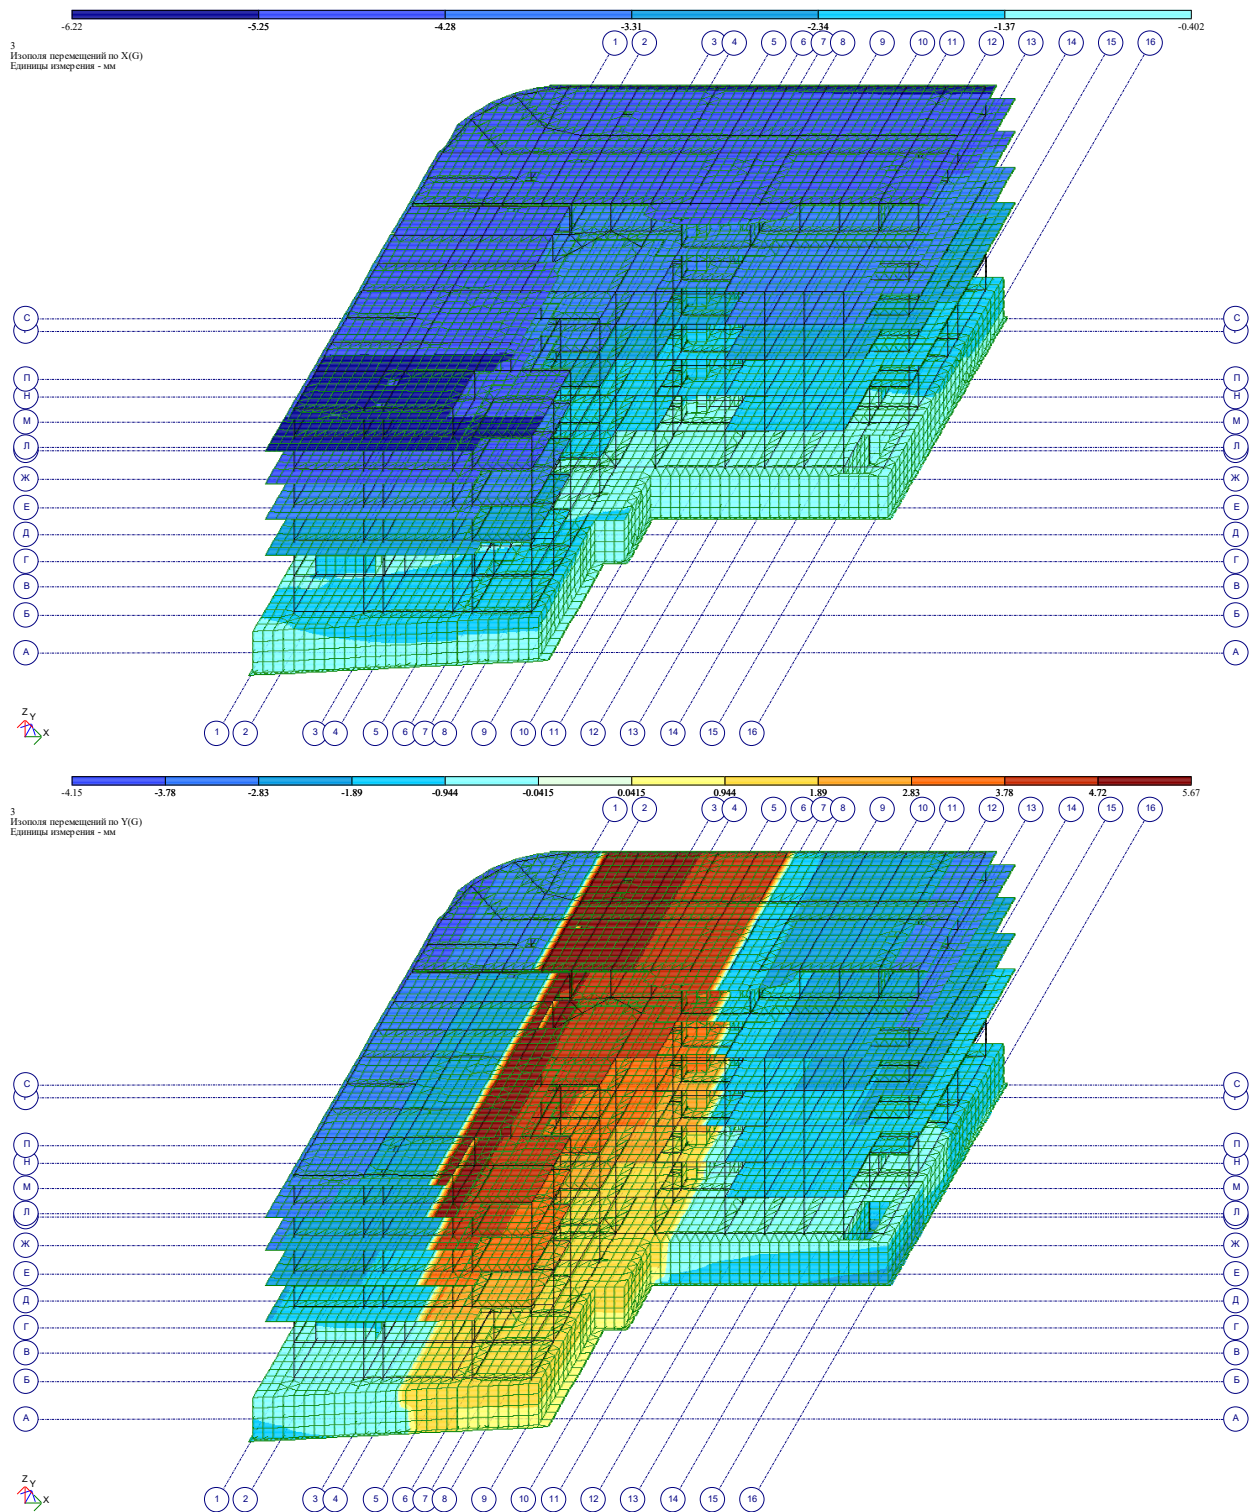 -6.22 -5.25 -4.28 -3.31 -2.34 -1.37 -0.402
3
Изополя перемещений по X(G)
Единицы измерения - мм
1 2 3 4 5 6 7 8 9 10 11 12 13 14 15 16
С С
П П
Н Н
М М
Л Л
Ж Ж
Е Е
Д Д
Г Г
В В
Б Б
А А
Z Y X
1 2 3 4 5 6 7 8 9 10 11 12 13 14 15 16
-4.15 -3.78 -2.83 -1.89 -0.944 -0.0415 0.0415 0.944 1.89 2.83 3.78 4.72 5.67
3
Изополя перемещений по Y(G)
Единицы измерения - мм
1 2 3 4 5 6 7 8 9 10 11 12 13 14 15 16
С С
П П
Н Н
М М
Л Л
Ж Ж
Е Е
Д Д
Г Г
В В
Б Б
А А
Z Y X
1 2 3 4 5 6 7 8 9 10 11 12 13 14 15 16